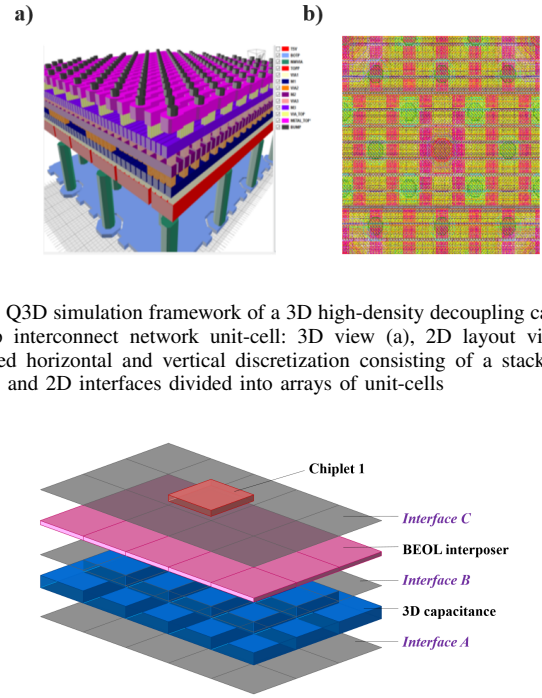 a)
b)
Q3D simulation framework of a 3D high-density decoupling ca
interconnect network unit-cell: 3D view (a), 2D layout vi
ed horizontal and vertical discretization consisting of a stack
and 2D interfaces divided into arrays of unit-cells
Chiplet 1
Interface C
BEOL interposer
Interface B
3D capacitance
Interface A